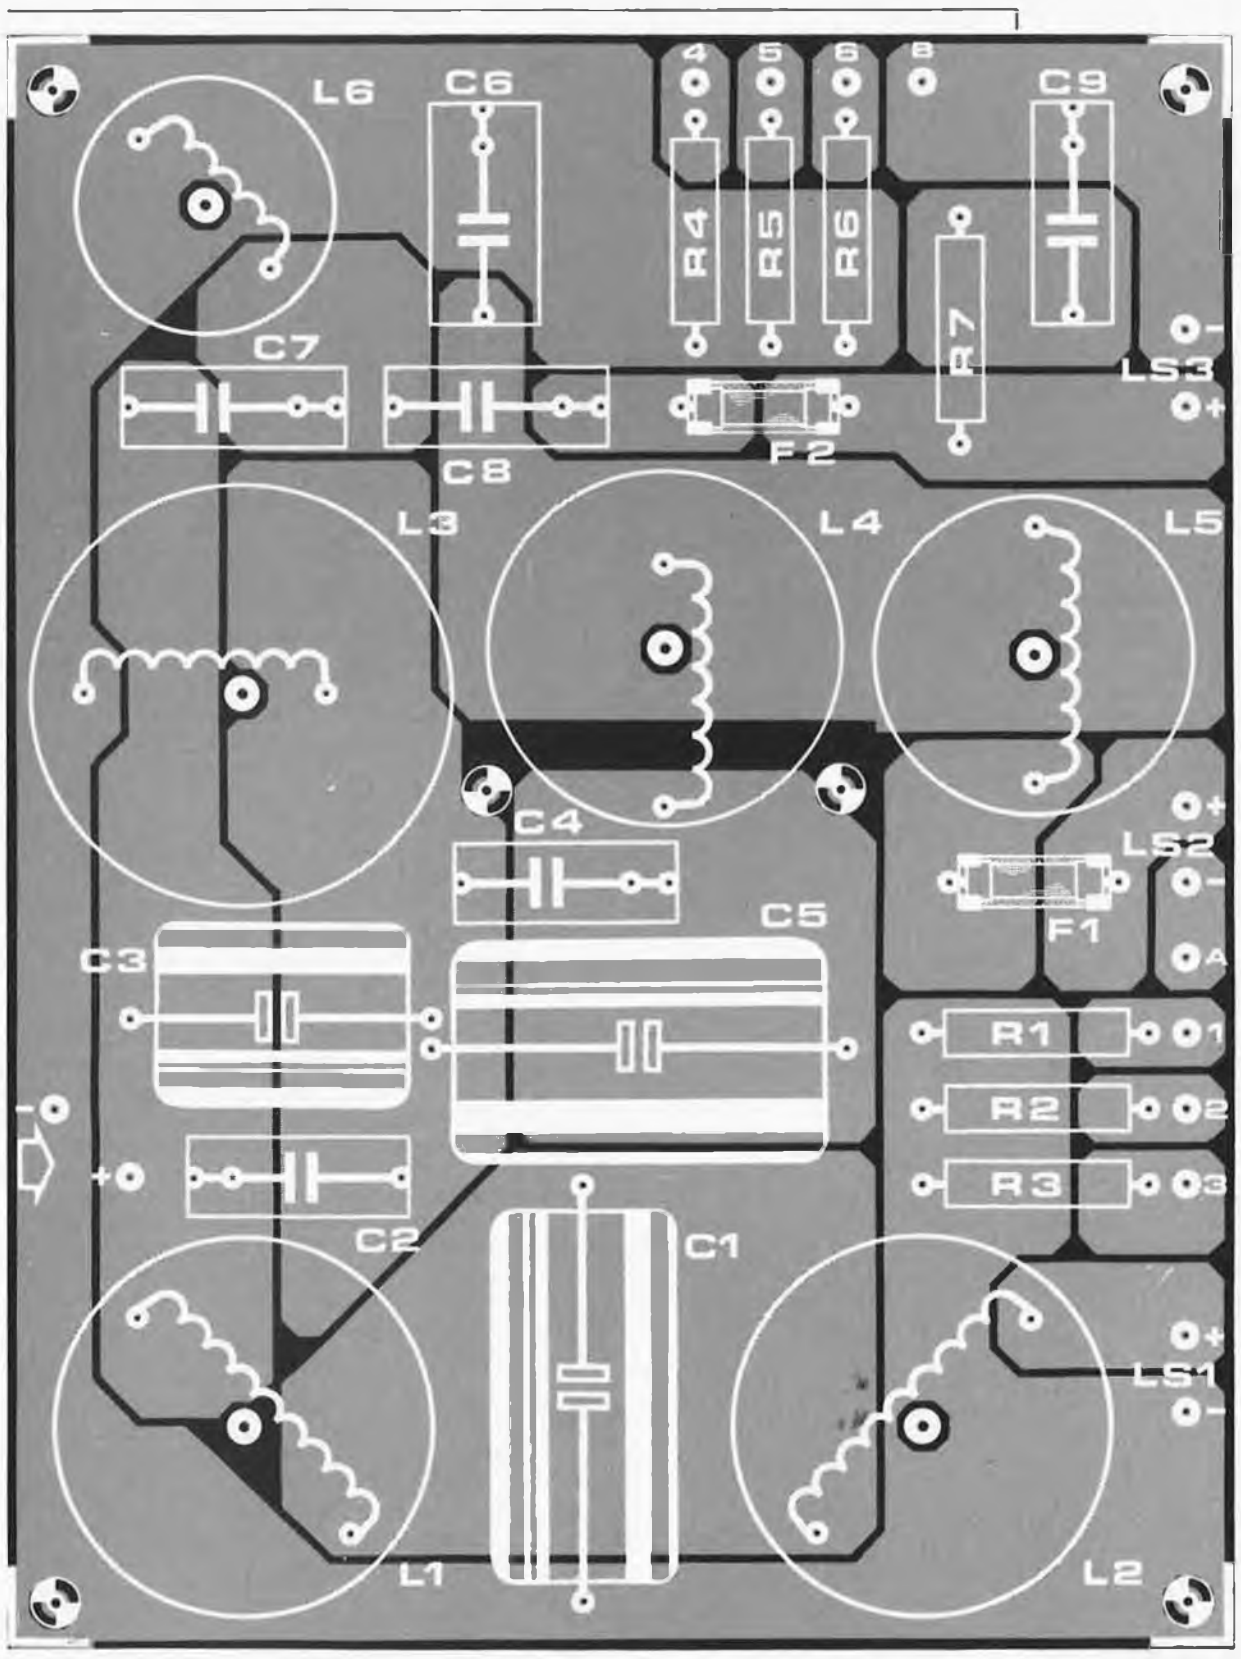 4 5 6 B
L6 C6 C9
R4 R5 R6
R7
-
C7
LS3
+
F2
C8
L3 L4 L5
+
C4
LS2
-
C5
F1
C3
A
R1 1
- R2 2
+ R3 3
C2 C1
+
LS1
-
L1 L2